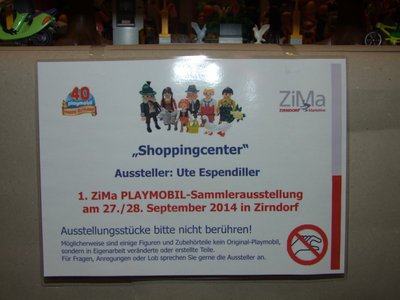 40
playmobil
ZiMa
ZIRNDORF Marketing
„Shoppingcenter“
Aussteller: Ute Espendiller
1. ZiMa PLAYMOBIL-Sammlerausstellung
am 27./28. September 2014 in Zirndorf
Ausstellungsstücke bitte nicht berühren!
Möglicherweise sind einige Figuren und Zubehörteile kein Original-Playmobil,
sondern in Eigenarbeit veränderte oder erstellte Teile.
Für Fragen, Anregungen oder Lob sprechen Sie gerne die Aussteller an.